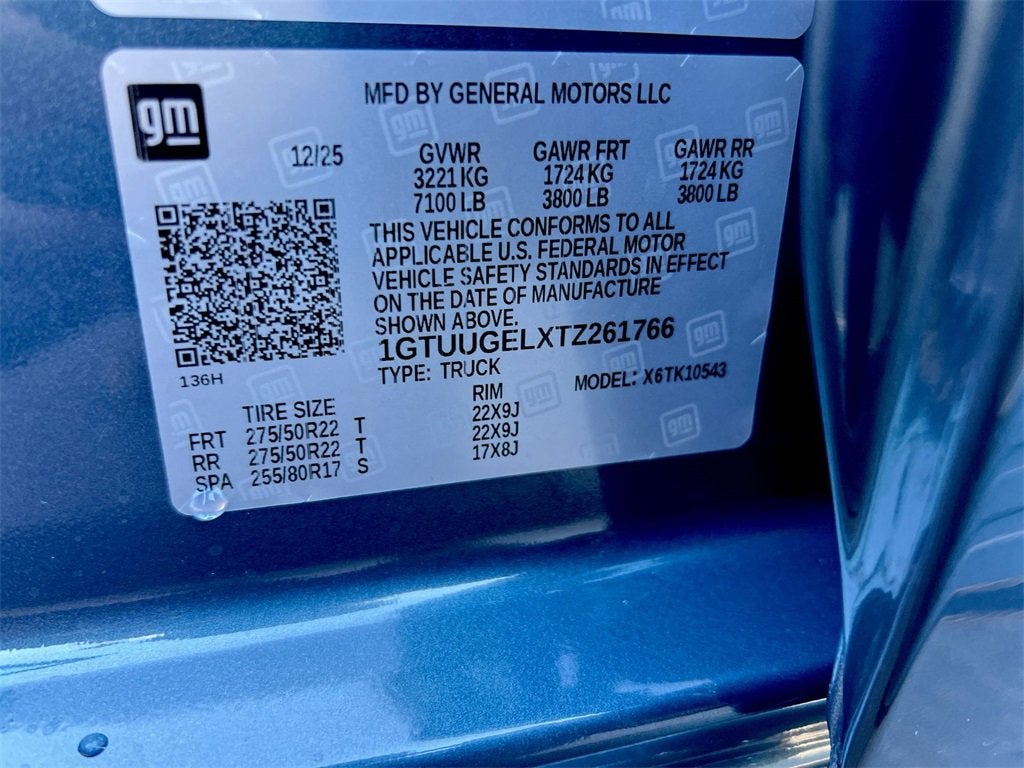 gm
MFD BY GENERAL MOTORS LLC
12/25 GVWR GAWR FRT GAWR RR
3221 KG 1724 KG 1724 KG
7100 LB 3800 LB 3800 LB
THIS VEHICLE CONFORMS TO ALL
APPLICABLE U.S. FEDERAL MOTOR
VEHICLE SAFETY STANDARDS IN EFFECT
ON THE DATE OF MANUFACTURE
SHOWN ABOVE.
1GTUUGELXTZ261766
136H
TYPE: TRUCK MODEL: X6TK10543
TIRE SIZE RIM
FRT 275/50R22 T 22X9J
RR 275/50R22 T 22X9J
SPA 255/80R17 S 17X8J